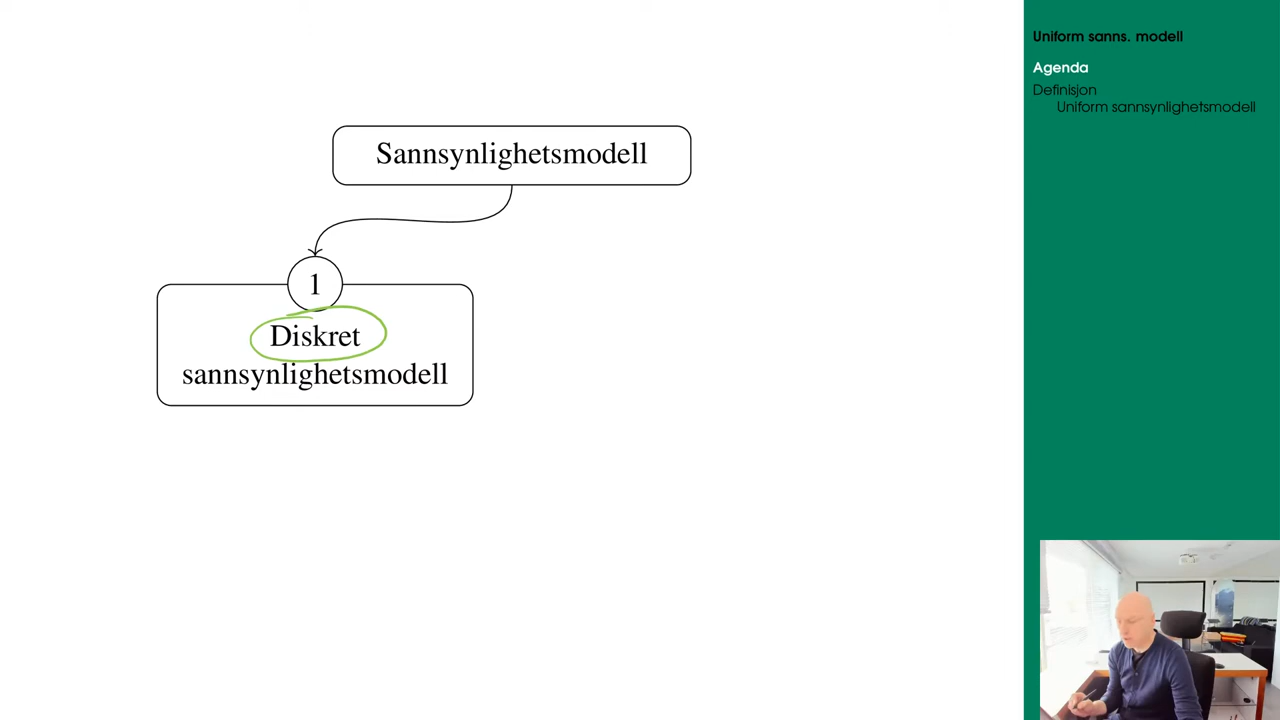 Sannsynlighetsmodell
1
Diskret
sannsynlighetsmodell
Uniform sanns. modell
Agenda
Definisjon
Uniform sannsynlighetsmodell